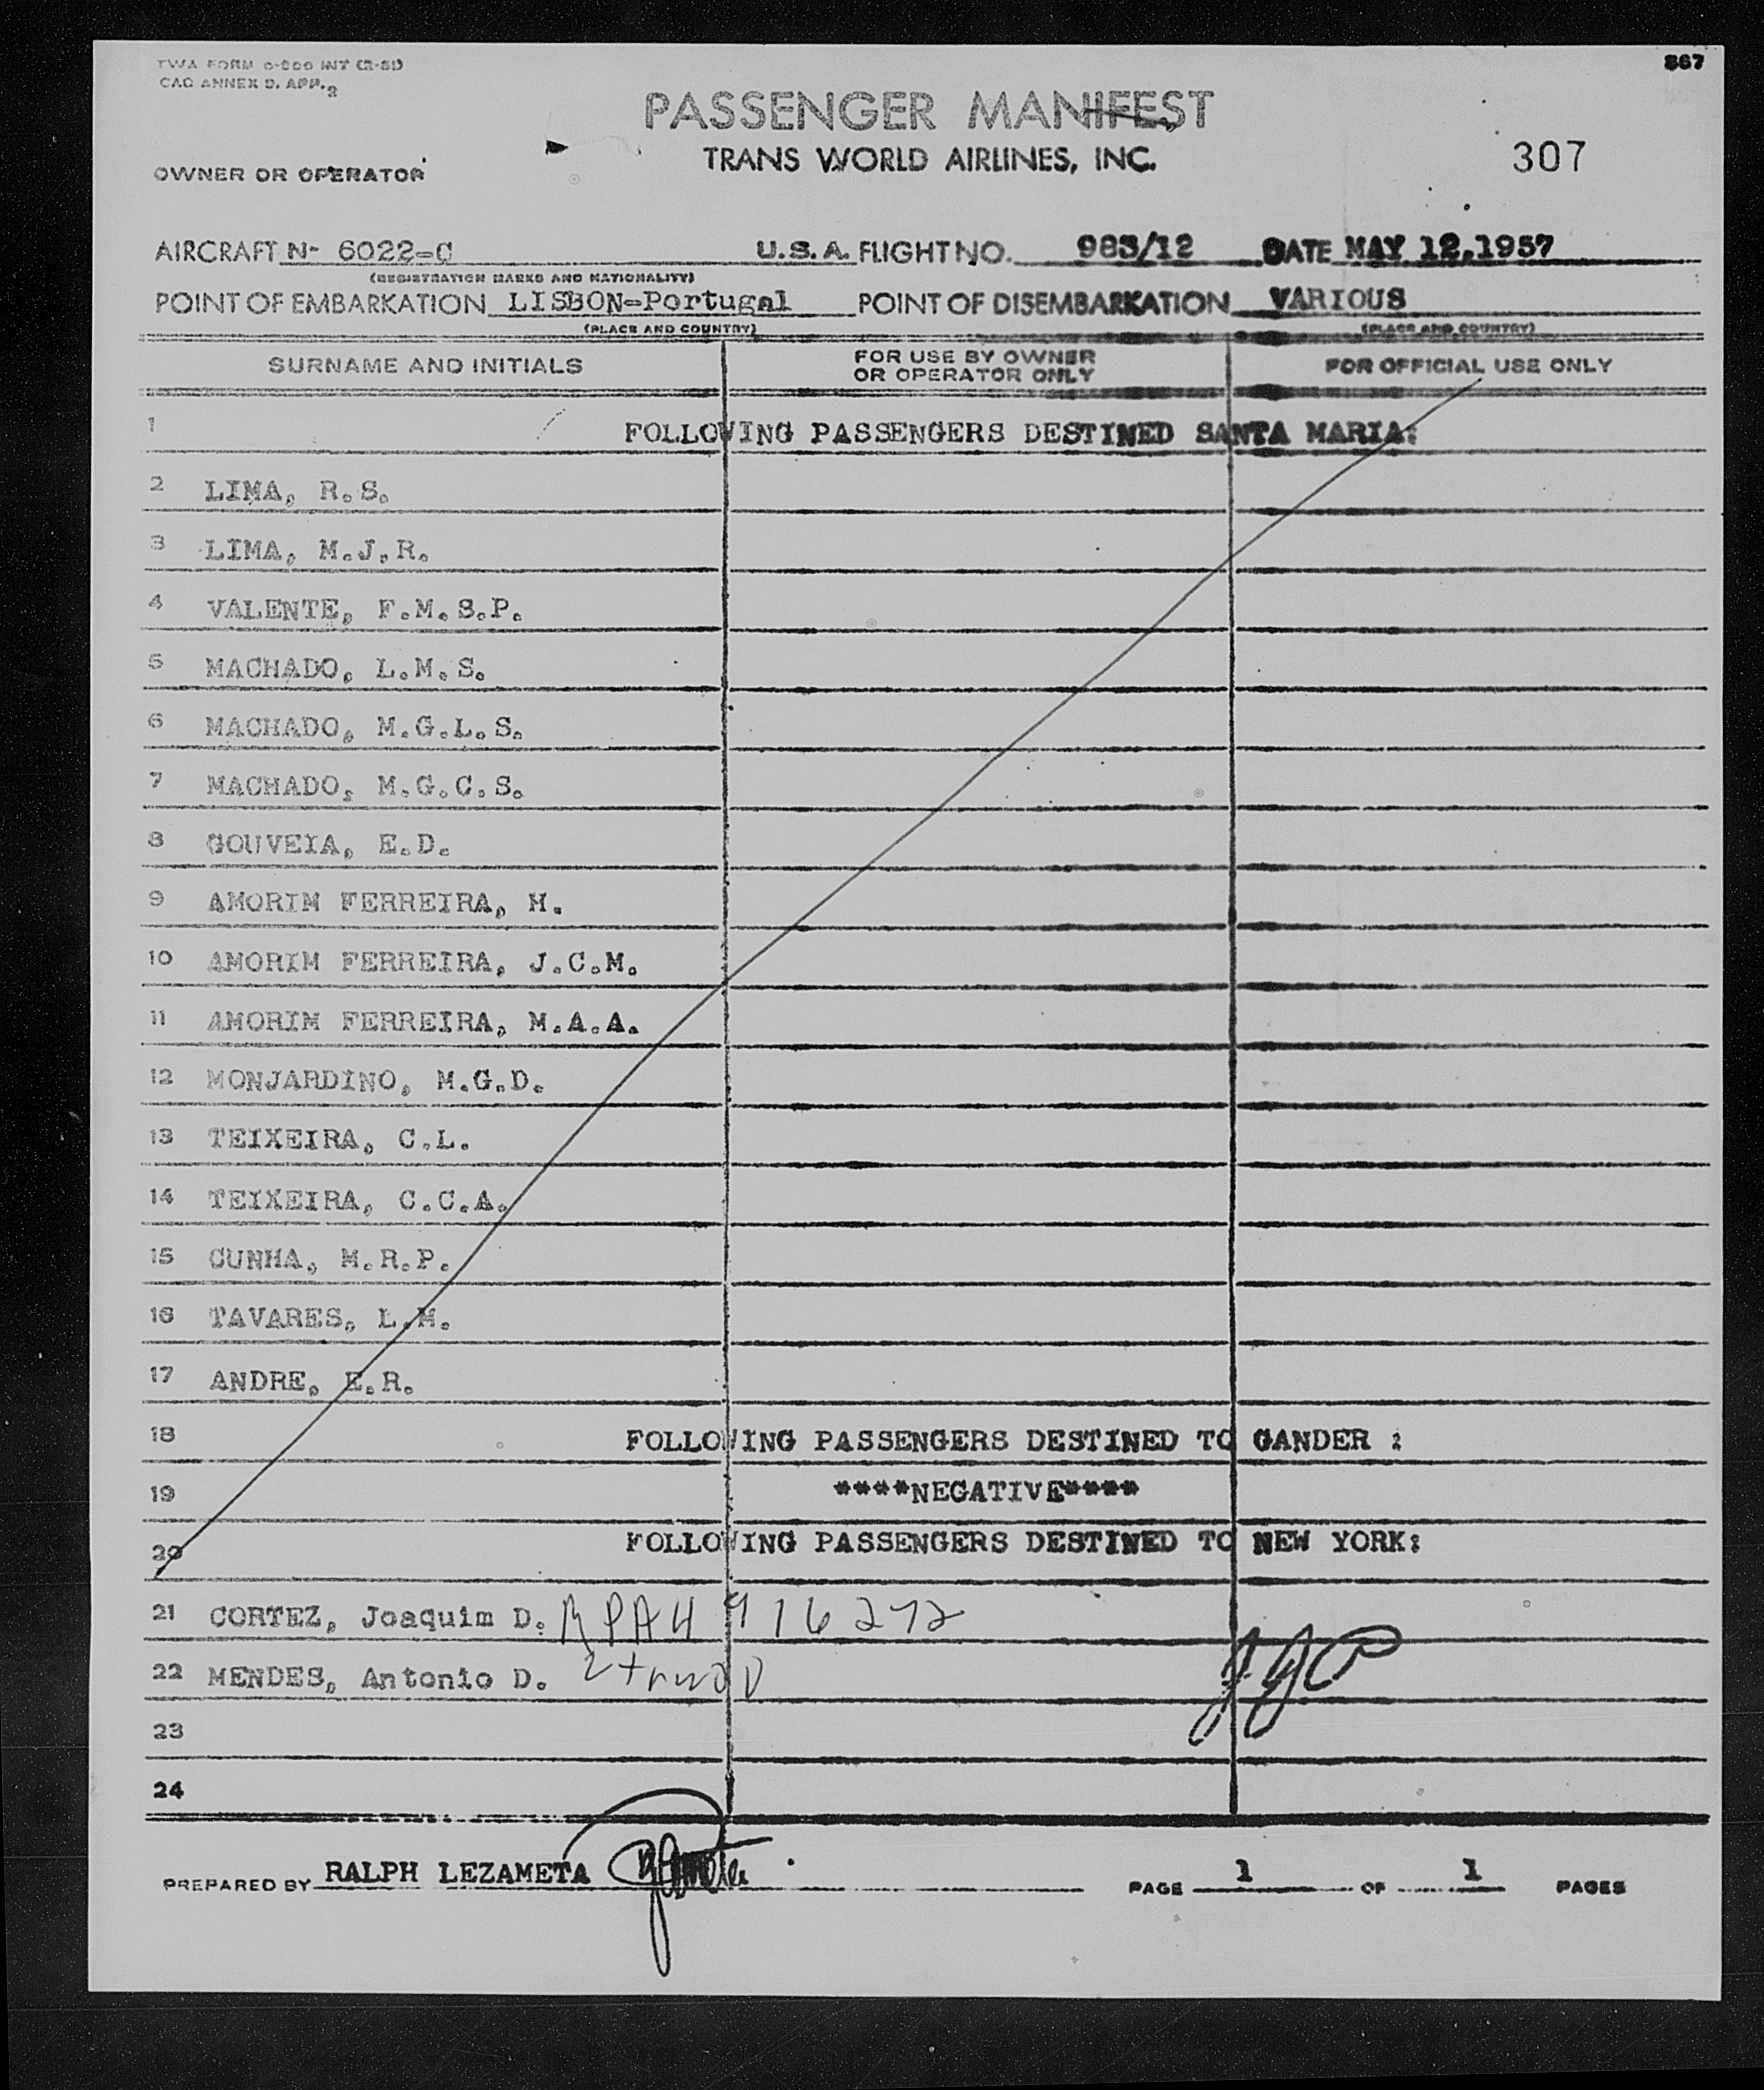 867
TWA FORM
CAO ANNEX D. APP. 2
PASSENGER MANIFEST
TRANS WORLD AIRLINES, INC.
307
OWNER OR OPERATOR
AIRCRAFT N- 6022-C U.S.A. FLIGHT NO. 983/12 DATE MAY 12,1957
(REGISTRATION MARKS AND NATIONALITY)
POINT OF EMBARKATION LISBON-Portugal POINT OF DISEMBARKATION VARIOUS
(PLACE AND COUNTRY) (PLACE AND COUNTRY)
SURNAME AND INITIALS FOR USE BY OWNER OR OPERATOR ONLY FOR OFFICIAL USE ONLY
1 FOLLOWING PASSENGERS DESTINED SANTA MARIA:
2 LIMA, R.S.
3 LIMA, M.J.R.
4 VALENTE, F.M.S.P.
5 MACHADO, L.M.S.
6 MACHADO, M.G.L.S.
7 MACHADO, M.G.C.S.
8 GOUVEIA, E.D.
9 AMORIM FERREIRA, H.
10 AMORIM FERREIRA, J.C.M.
11 AMORIM FERREIRA, M.A.A.
12 MONJARDINO, M.G.D.
13 TEIXEIRA, C.L.
14 TEIXEIRA, C.C.A.
15 CUNHA, M.R.P.
16 TAVARES, L.M.
17 ANDRE, E.R.
18 FOLLOWING PASSENGERS DESTINED TO GANDER :
19 ****NEGATIVE****
20 FOLLOWING PASSENGERS DESTINED TO NEW YORK:
21 CORTEZ, Joaquim D.
22 MENDES, Antonio D.
23
24
PREPARED BY RALPH LEZAMETA PAGE 1 OF 1 PAGES